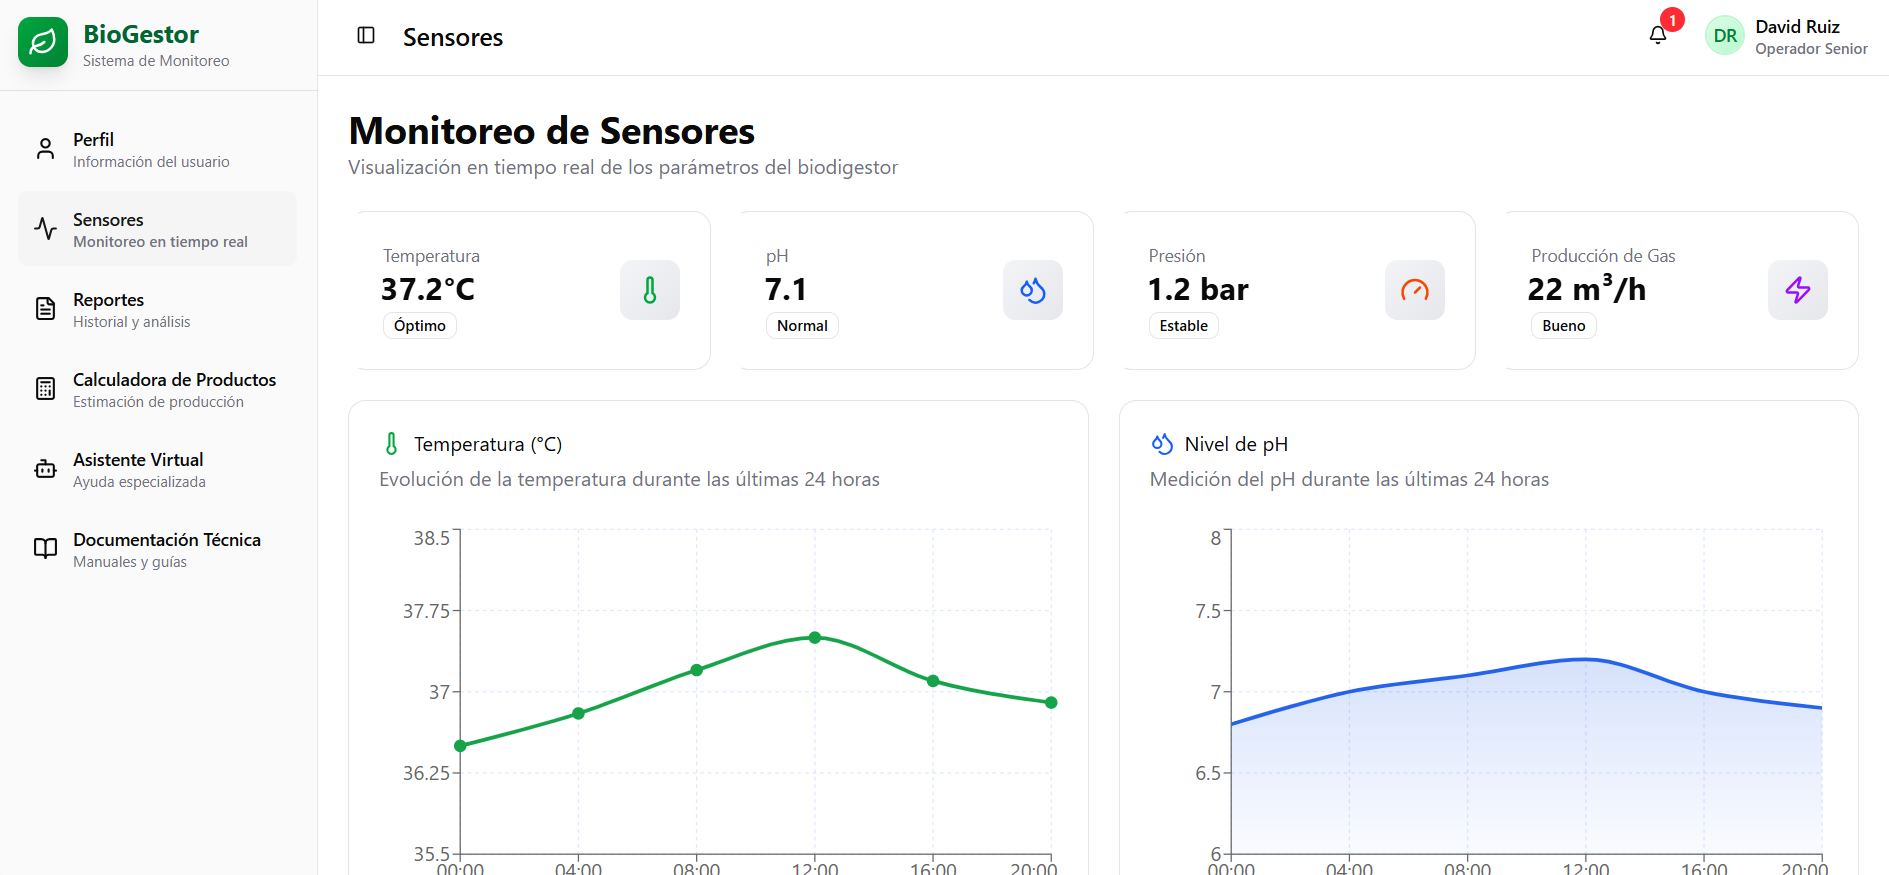 BioGestor
Sistema de Monitoreo
Perfil
Información del usuario
Sensores
Monitoreo en tiempo real
Reportes
Historial y análisis
Calculadora de Productos
Estimación de producción
Asistente Virtual
Ayuda especializada
Documentación Técnica
Manuales y guías
Sensores
1
DR
David Ruiz
Operador Senior
Monitoreo de Sensores
Visualización en tiempo real de los parámetros del biodigestor
Temperatura
37.2°C
Óptimo
pH
7.1
Normal
Presión
1.2 bar
Estable
Producción de Gas
22 m³/h
Bueno
Temperatura (°C)
Evolución de la temperatura durante las últimas 24 horas
38.5
37.75
37
36.25
35.5
00:00 04:00 08:00 12:00 16:00 20:00
Nivel de pH
Medición del pH durante las últimas 24 horas
8
7.5
7
6.5
6
00:00 04:00 08:00 12:00 16:00 20:00